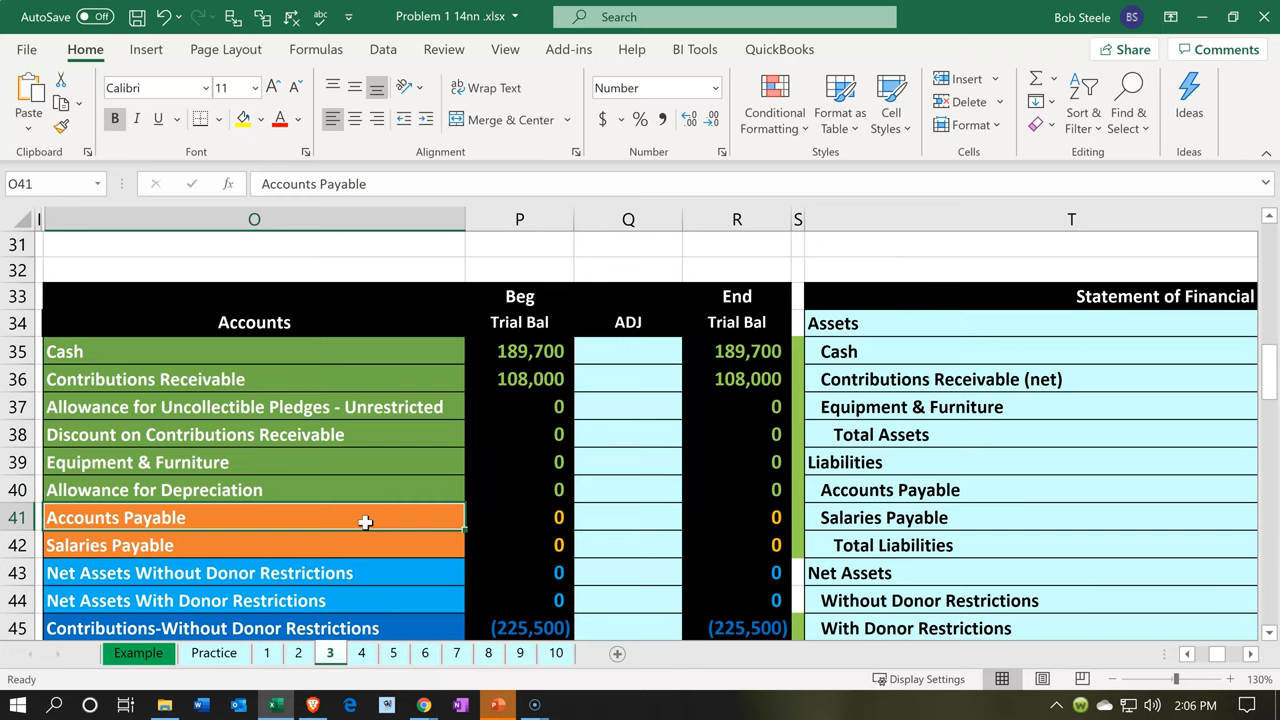 AutoSave Off Problem 1 14nn .xlsx Search Bob Steele BS
File Home Insert Page Layout Formulas Data Review View Add-ins Help BI Tools QuickBooks Share Comments
Paste Calibri 11 Wrap Text Number Conditional Formatting Format as Table Cell Styles Insert Sort & Filter Find & Select Ideas
B I U Merge & Center $ % Delete
Format
Clipboard Font Alignment Number Styles Cells Editing Ideas
O41 fx Accounts Payable
I O P Q R S T
31
32
33 Beg End Statement of Financial
34 Accounts Trial Bal ADJ Trial Bal Assets
35 Cash 189,700 189,700 Cash
36 Contributions Receivable 108,000 108,000 Contributions Receivable (net)
37 Allowance for Uncollectible Pledges - Unrestricted 0 0 Equipment & Furniture
38 Discount on Contributions Receivable 0 0 Total Assets
39 Equipment & Furniture 0 0 Liabilities
40 Allowance for Depreciation 0 0 Accounts Payable
41 Accounts Payable 0 0 Salaries Payable
42 Salaries Payable 0 0 Total Liabilities
43 Net Assets Without Donor Restrictions 0 0 Net Assets
44 Net Assets With Donor Restrictions 0 0 Without Donor Restrictions
45 Contributions-Without Donor Restrictions (225,500) (225,500) With Donor Restrictions
Example Practice 1 2 3 4 5 6 7 8 9 10
Ready Display Settings 130%
2:06 PM